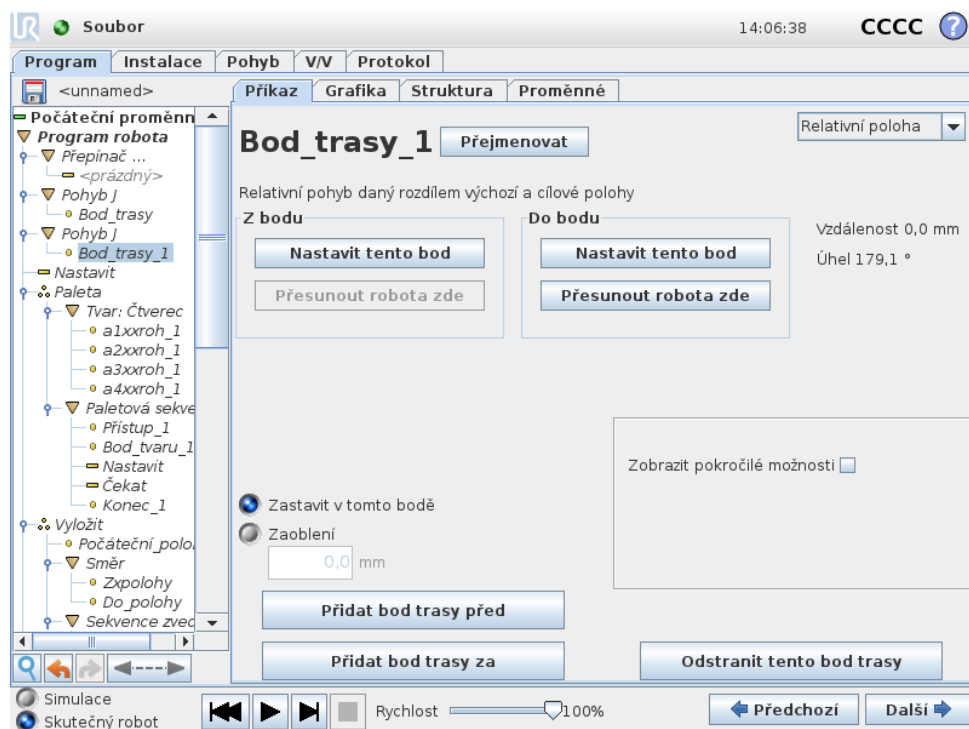 UR Soubor 14:06:38 CCCC ?
Program Instalace Pohyb V/V Protokol
<unnamed>
Příkaz Grafika Struktura Proměnné
Počáteční proměnn
Program robota
Přepínač ...
<prázdný>
Pohyb J
Bod_trasy
Pohyb J
Bod_trasy_1
Nastavit
Paleta
Tvar: Čtverec
a1xxroh_1
a2xxroh_1
a3xxroh_1
a4xxroh_1
Paletová sekve
Přístup_1
Bod_tvaru_1
Nastavit
Čekat
Konec_1
Vyložit
Počáteční_polo
Směr
Zxpolohy
Do_polohy
Sekvence zved
Bod_trasy_1 Přejmenovat
Relativní poloha
Relativní pohyb daný rozdílem výchozí a cílové polohy
Z bodu
Nastavit tento bod
Přesunout robota zde
Do bodu
Nastavit tento bod
Přesunout robota zde
Vzdálenost 0,0 mm
Úhel 179,1 °
Zobrazit pokročilé možnosti
Zastavit v tomto bodě
Zaoblení
0,0 mm
Přidat bod trasy před
Přidat bod trasy za
Odstranit tento bod trasy
Simulace
Skutečný robot
Rychlost 100%
Předchozí Další